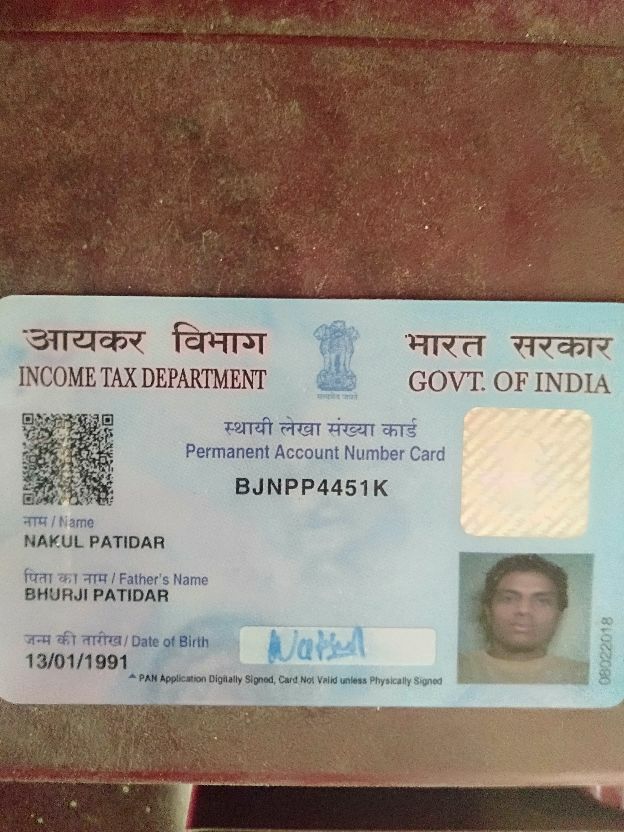 आयकर विभाग
INCOME TAX DEPARTMENT
भारत सरकार
GOVT. OF INDIA
सत्यमेव जयते
स्थायी लेखा संख्या कार्ड
Permanent Account Number Card
BJNPP4451K
नाम / Name
NAKUL PATIDAR
पिता का नाम / Father's Name
BHURJI PATIDAR
जन्म की तारीख / Date of Birth
13/01/1991
Nakul
PAN Application Digitally Signed, Card Not Valid unless Physically Signed
08022018